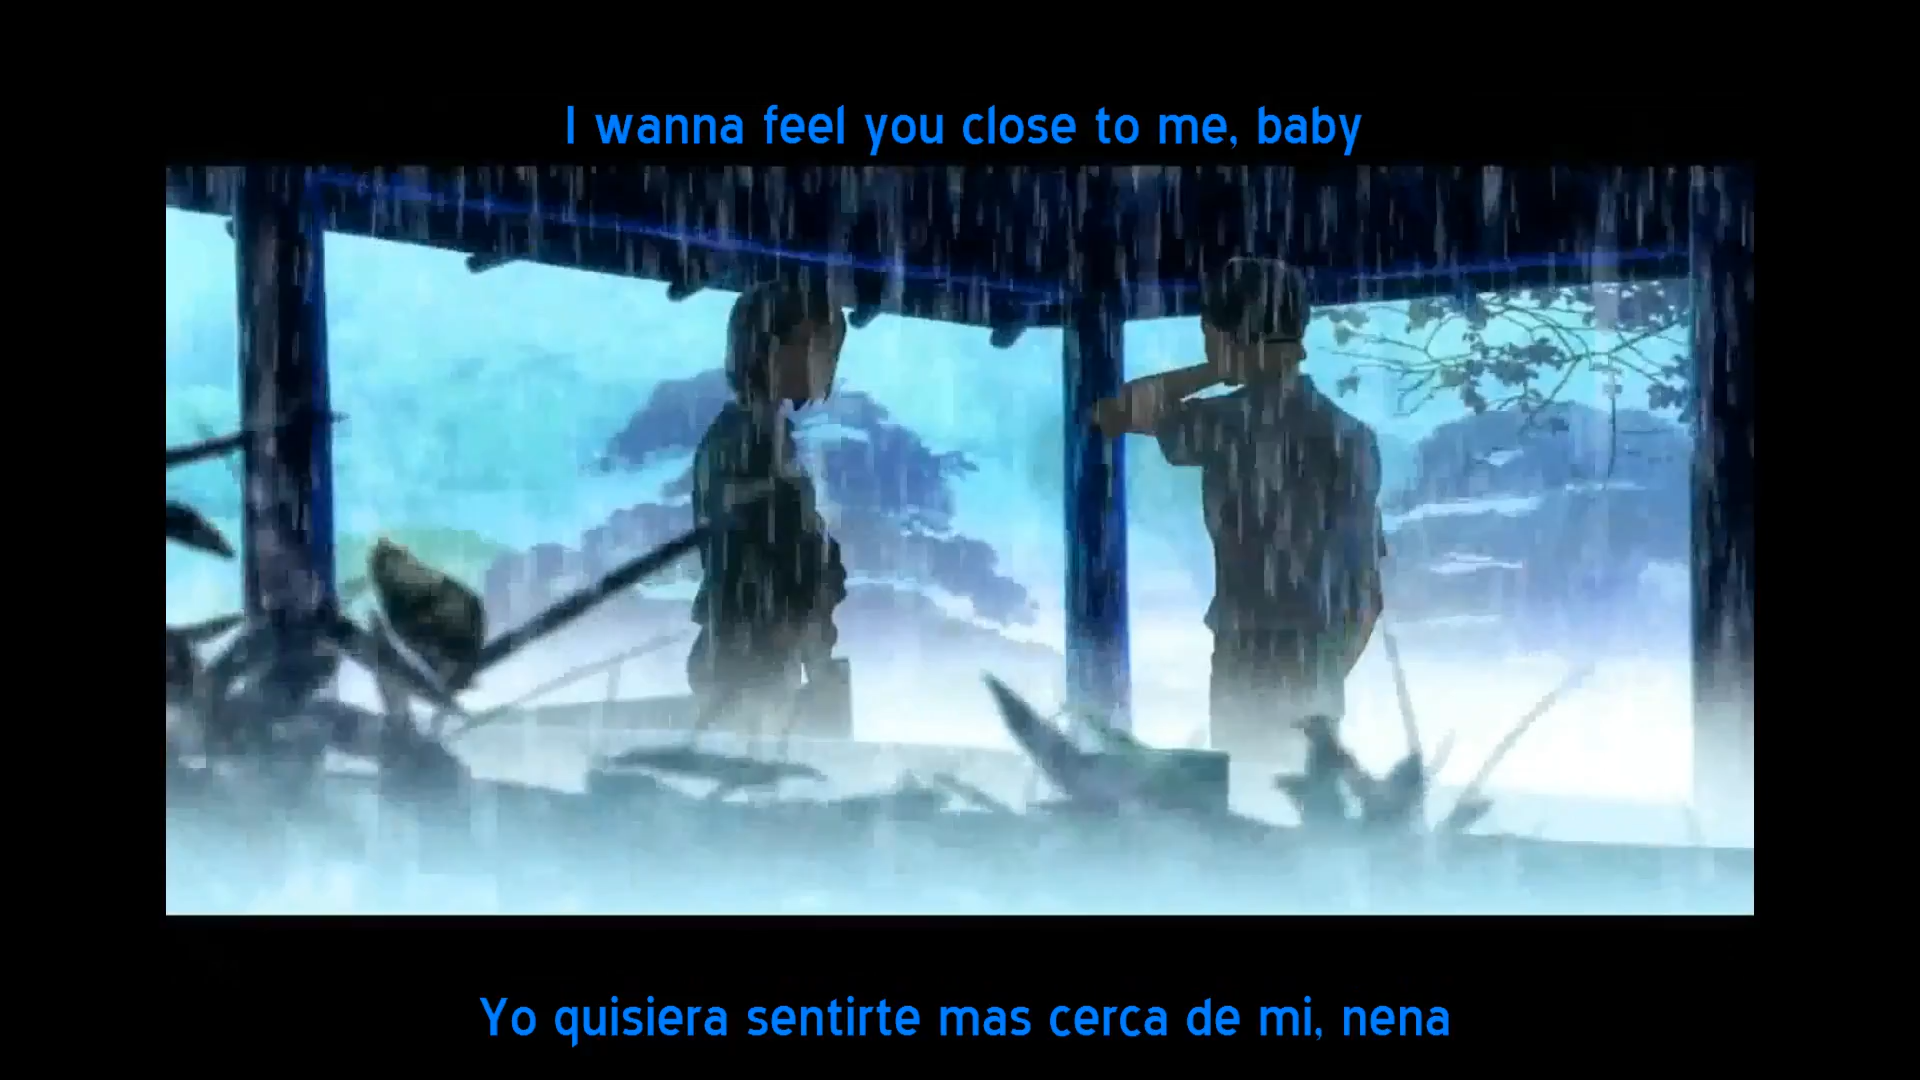 I wanna feel you close to me, baby
Yo quisiera sentirte mas cerca de mi, nena